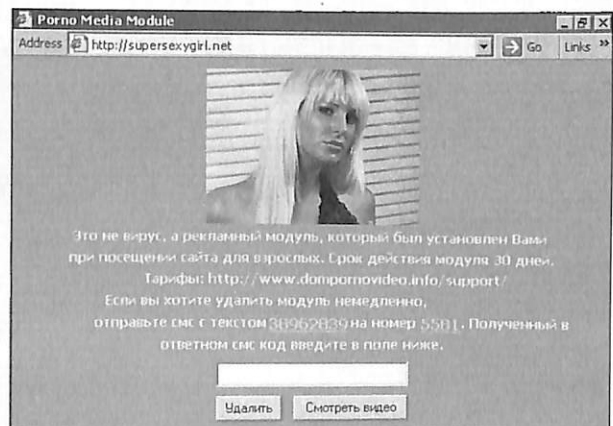 Porno Media Module
Address http://supersexygirl.net Go Links »
Это не вирус, а рекламный модуль, который был установлен Вами
при посещении сайта для взрослых. Срок действия модуля 30 дней.
Тарифы: http://www.dompornovideo.info/support/
Если вы хотите удалить модуль немедленно,
отправьте смс с текстом 38962839 на номер 5581. Полученный в
ответном смс код введите в поле ниже.
Удалить Смотреть видео